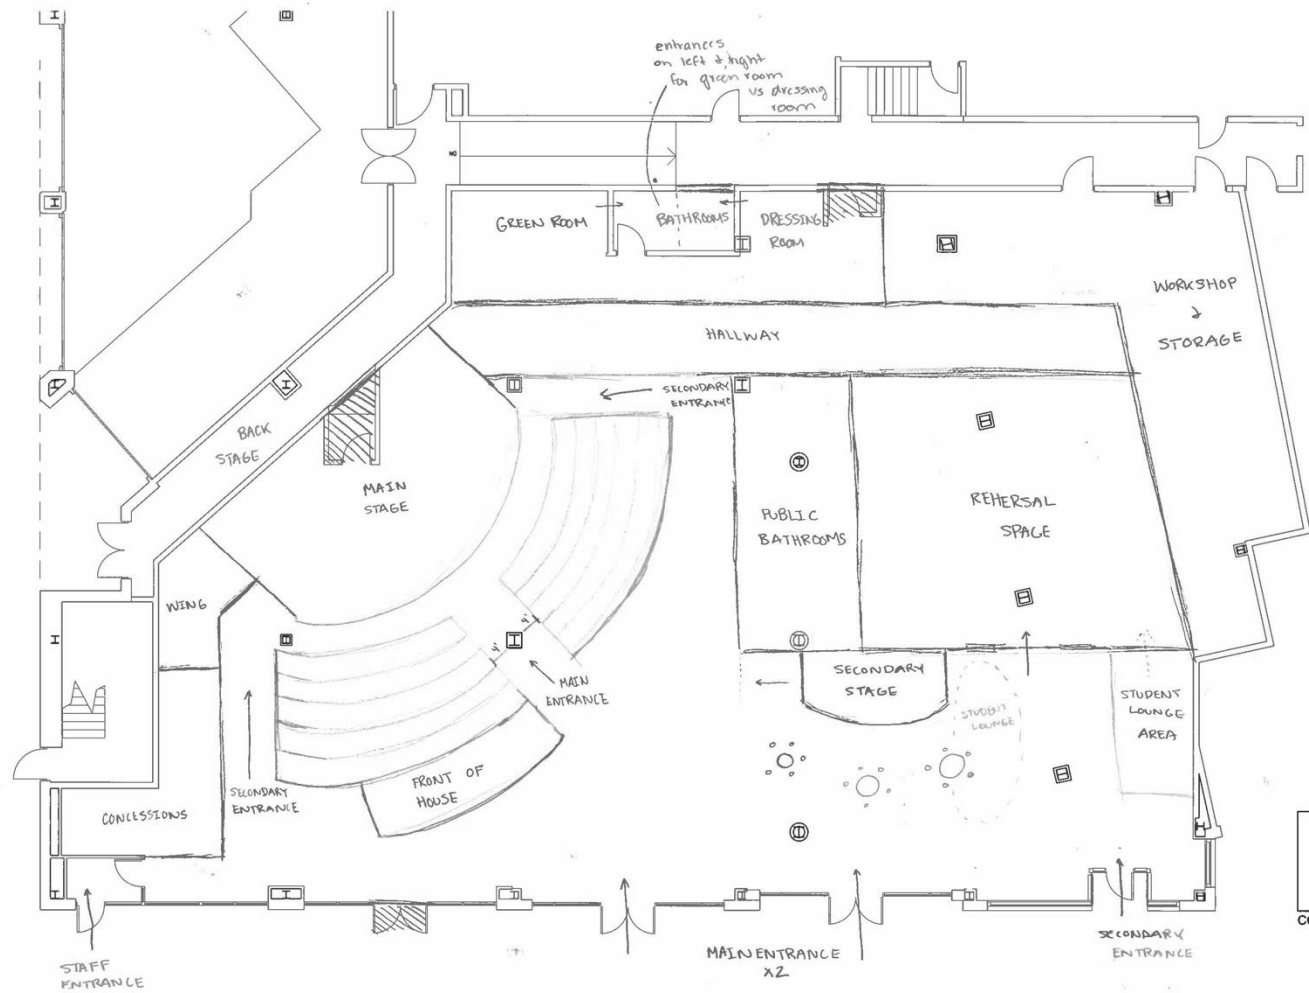 entrances
on left & right
for green room
vs dressing
room
GREEN ROOM
BATHROOMS
DRESSING
ROOM
WORKSHOP
&
STORAGE
HALLWAY
SECONDARY
ENTRANCE
BACK
STAGE
MAIN
STAGE
PUBLIC
BATHROOMS
REHERSAL
SPACE
WING
4'
4'
MAIN
ENTRANCE
SECONDARY
STAGE
STUDENT
LOUNGE
STUDENT
LOUNGE
AREA
FRONT OF
HOUSE
SECONDARY
ENTRANCE
CONCESSIONS
STAFF
ENTRANCE
MAIN ENTRANCE
x2
SECONDARY
ENTRANCE